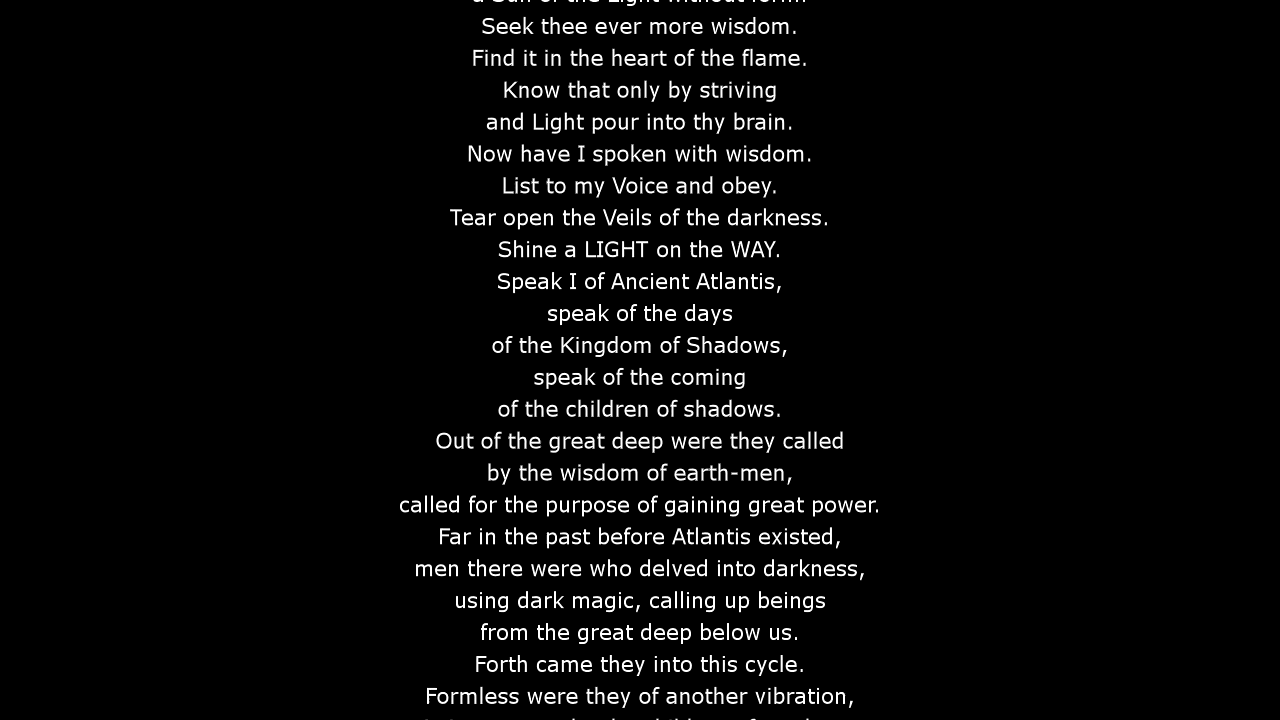 Seek thee ever more wisdom.
Find it in the heart of the flame.
Know that only by striving
and Light pour into thy brain.
Now have I spoken with wisdom.
List to my Voice and obey.
Tear open the Veils of the darkness.
Shine a LIGHT on the WAY.
Speak I of Ancient Atlantis,
speak of the days
of the Kingdom of Shadows,
speak of the coming
of the children of shadows.
Out of the great deep were they called
by the wisdom of earth-men,
called for the purpose of gaining great power.
Far in the past before Atlantis existed,
men there were who delved into darkness,
using dark magic, calling up beings
from the great deep below us.
Forth came they into this cycle.
Formless were they of another vibration,